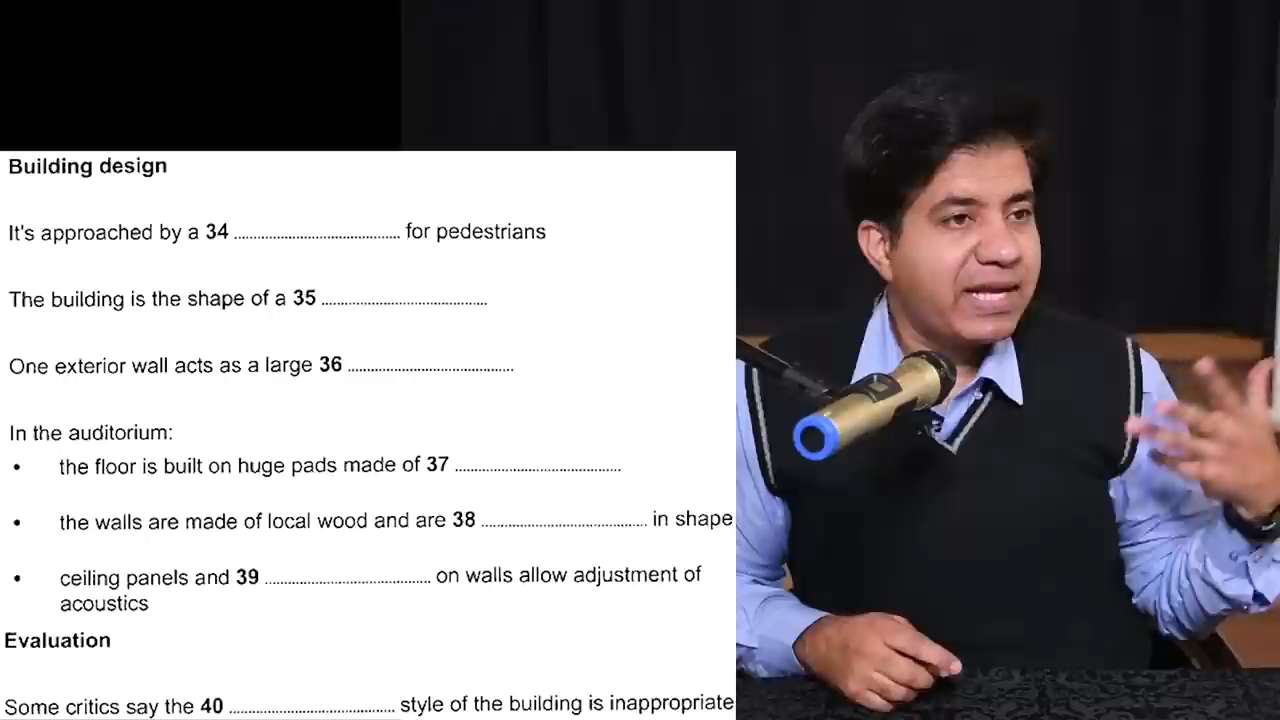 Building design
It's approached by a 34 ................................ for pedestrians
The building is the shape of a 35 ................................
One exterior wall acts as a large 36 ................................
In the auditorium:
• the floor is built on huge pads made of 37 ................................
• the walls are made of local wood and are 38 ................................ in shape
• ceiling panels and 39 ................................ on walls allow adjustment of
acoustics
Evaluation
Some critics say the 40 ................................ style of the building is inappropriate